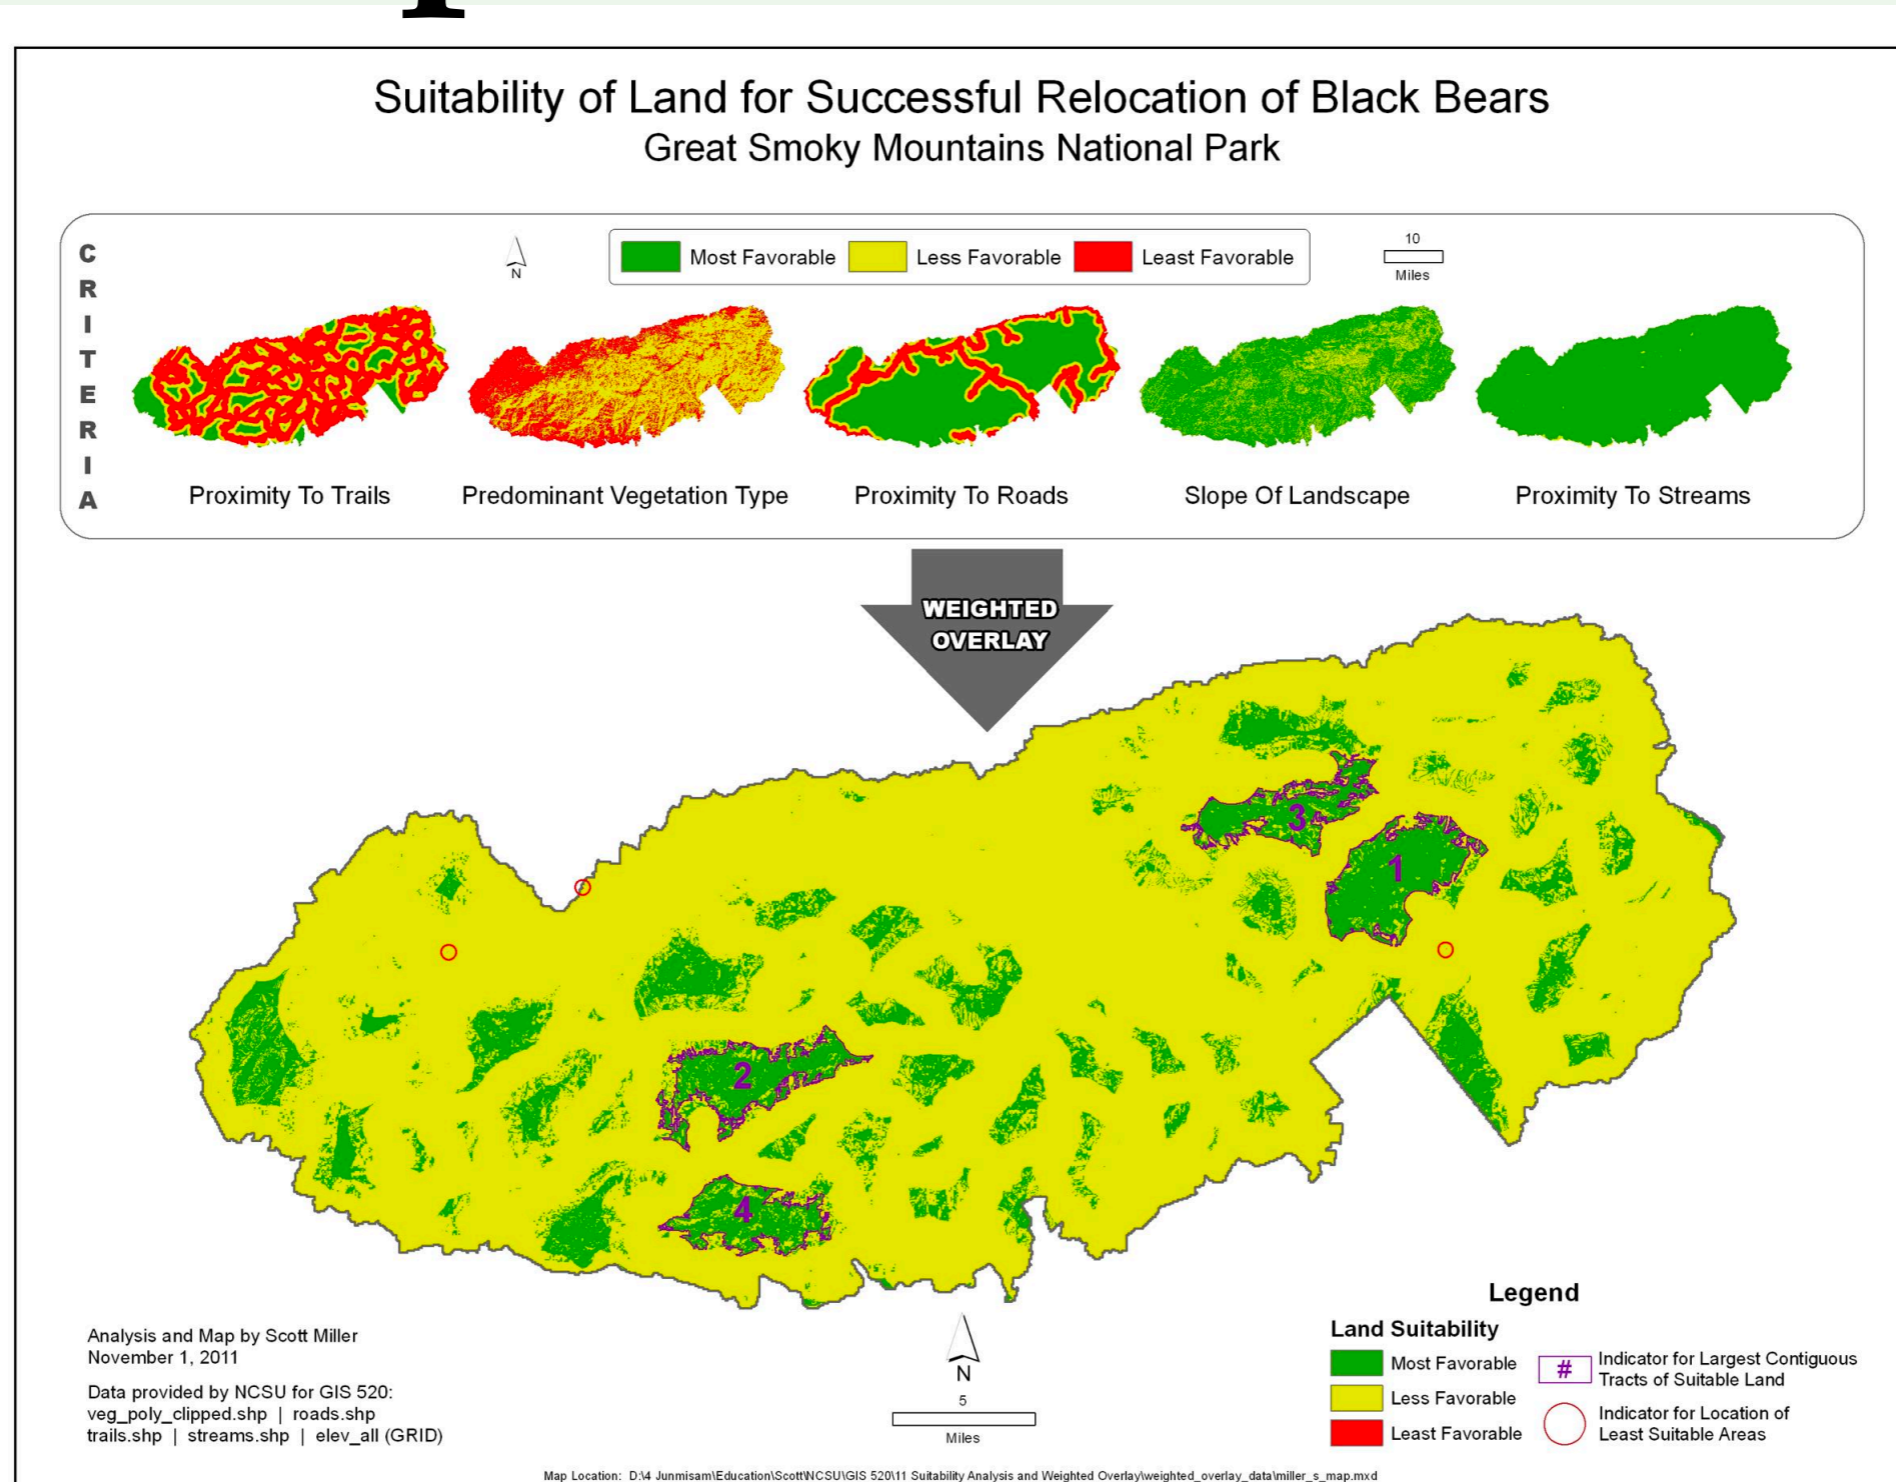 Suitability of Land for Successful Relocation of Black Bears
Great Smoky Mountains National Park
CRITERIA
N
Most Favorable
Less Favorable
Least Favorable
10
Miles
Proximity To Trails
Predominant Vegetation Type
Proximity To Roads
Slope Of Landscape
Proximity To Streams
WEIGHTED
OVERLAY
3
1
2
4
Analysis and Map by Scott Miller
November 1, 2011
Data provided by NCSU for GIS 520:
veg_poly_clipped.shp | roads.shp
trails.shp | streams.shp | elev_all (GRID)
N
5
Miles
Legend
Land Suitability
Most Favorable
Less Favorable
Least Favorable
#
Indicator for Largest Contiguous
Tracts of Suitable Land
Indicator for Location of
Least Suitable Areas
Map Location: D:\4 Junmisam\Education\Scott\NCSU\GIS 520\11 Suitability Analysis and Weighted Overlay\weighted_overlay_data\miller_s_map.mxd